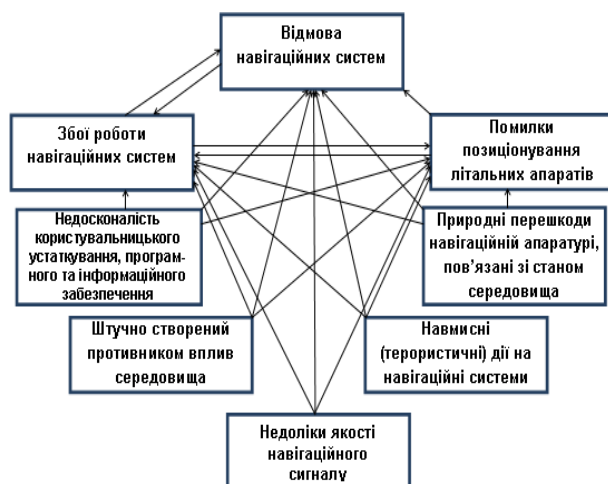 Відмова
навігаційних систем
Збої роботи
навігаційних систем
Помилки
позиціонування
літальних апаратів
Недосконалість
користувальницького
устаткування, програм-
ного та інформаційного
забезпечення
Природні перешкоди
навігаційній апаратурі,
пов’язані зі станом
середовища
Штучно створений
противником вплив
середовища
Навмисні
(терористичні) дії на
навігаційні системи
Недоліки якості
навігаційного
сигналу